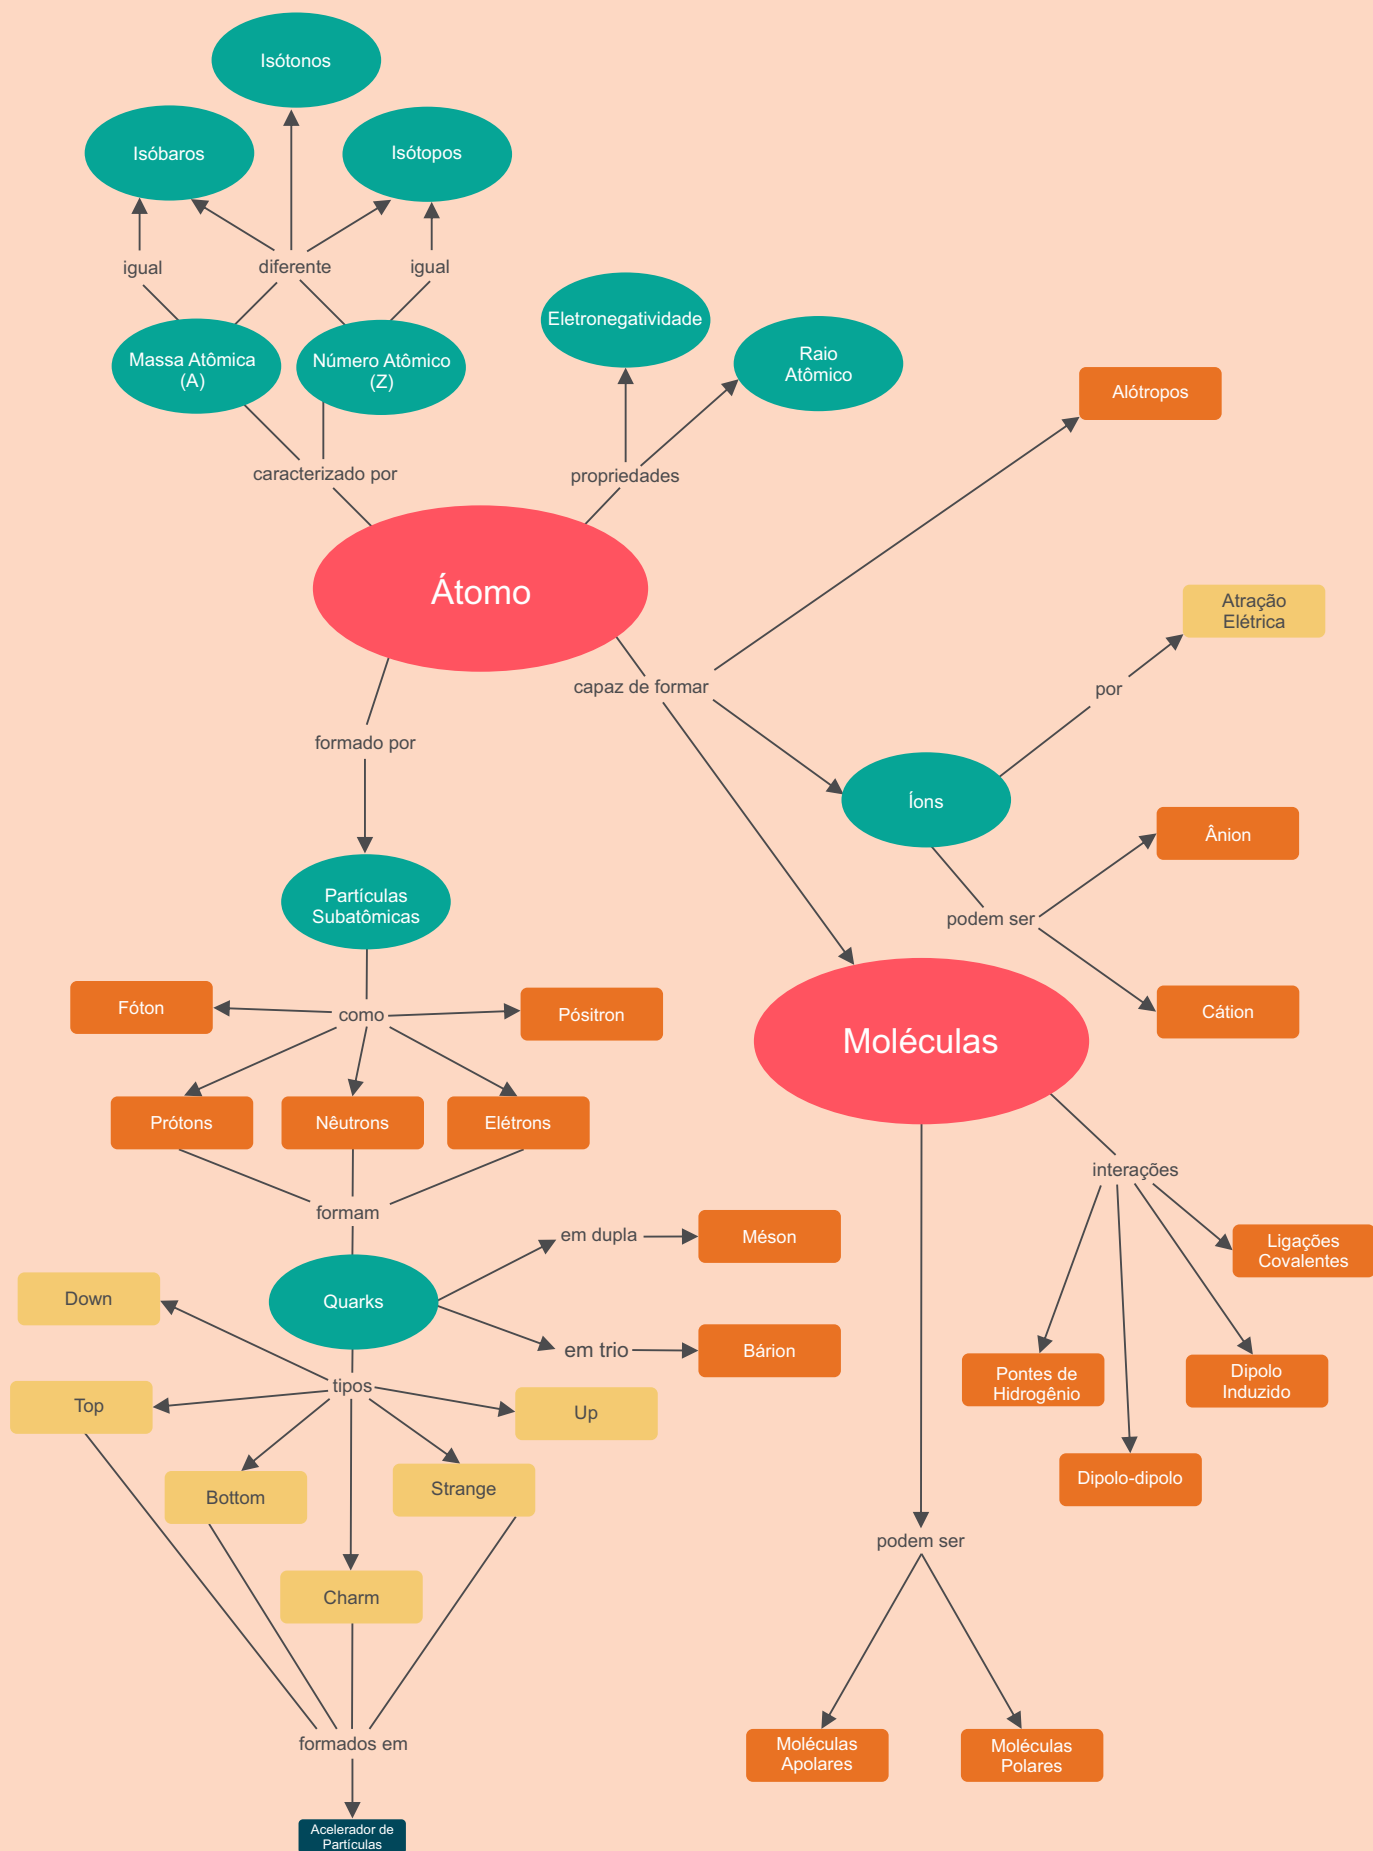 Isótonos
Isóbaros
Isótopos
igual
diferente
igual
Massa Atômica
(A)
Número Atômico
(Z)
Eletronegatividade
Raio
Atômico
Alótropos
caracterizado por
propriedades
Átomo
Atração
Elétrica
por
capaz de formar
formado por
Íons
Ânion
podem ser
Cátion
Partículas
Subatômicas
Fóton
como
Pósitron
Moléculas
Prótons
Nêutrons
Elétrons
interações
formam
em dupla
Méson
Ligações
Covalentes
Down
Quarks
em trio
Bárion
Pontes de
Hidrogênio
Dipolo
Induzido
tipos
Top
Up
Dipolo-dipolo
Bottom
Strange
podem ser
Charm
formados em
Moléculas
Apolares
Moléculas
Polares
Acelerador de
Partículas